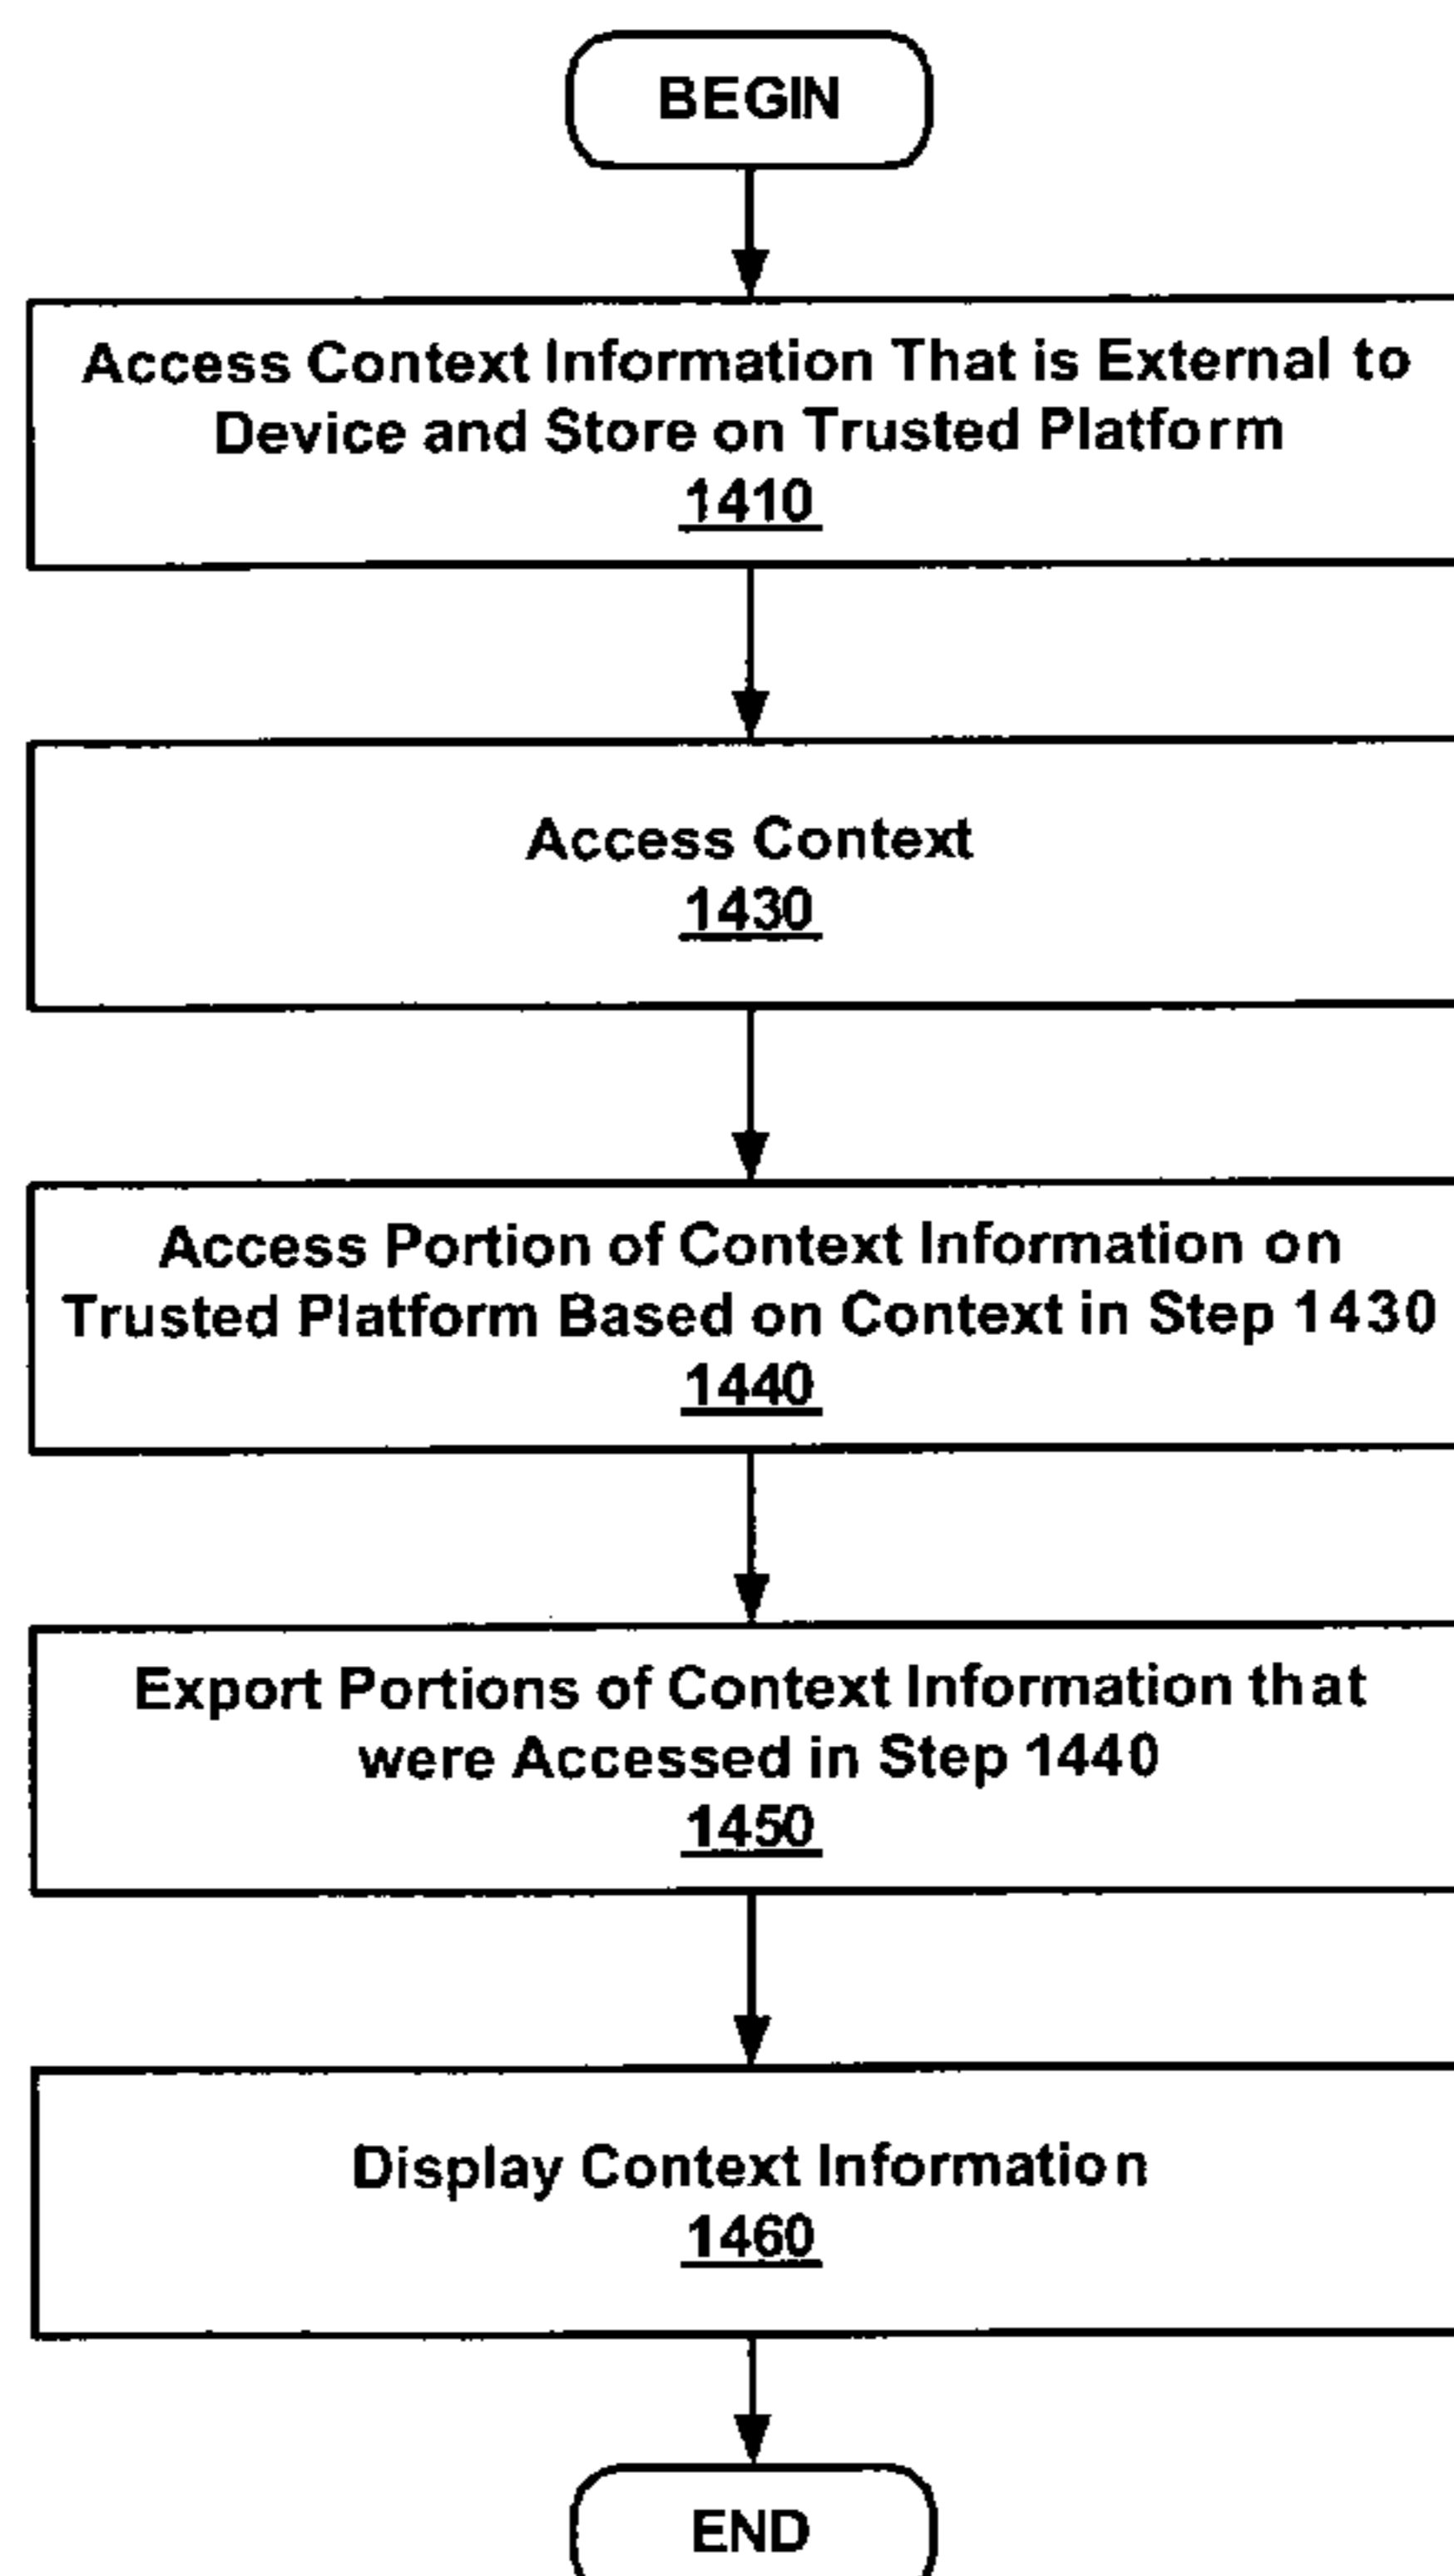 BEGIN
Access Context Information That is External to
Device and Store on Trusted Platform
1410
Access Context
1430
Access Portion of Context Information on
Trusted Platform Based on Context in Step 1430
1440
Export Portions of Context Information that
were Accessed in Step 1440
1450
Display Context Information
1460
END